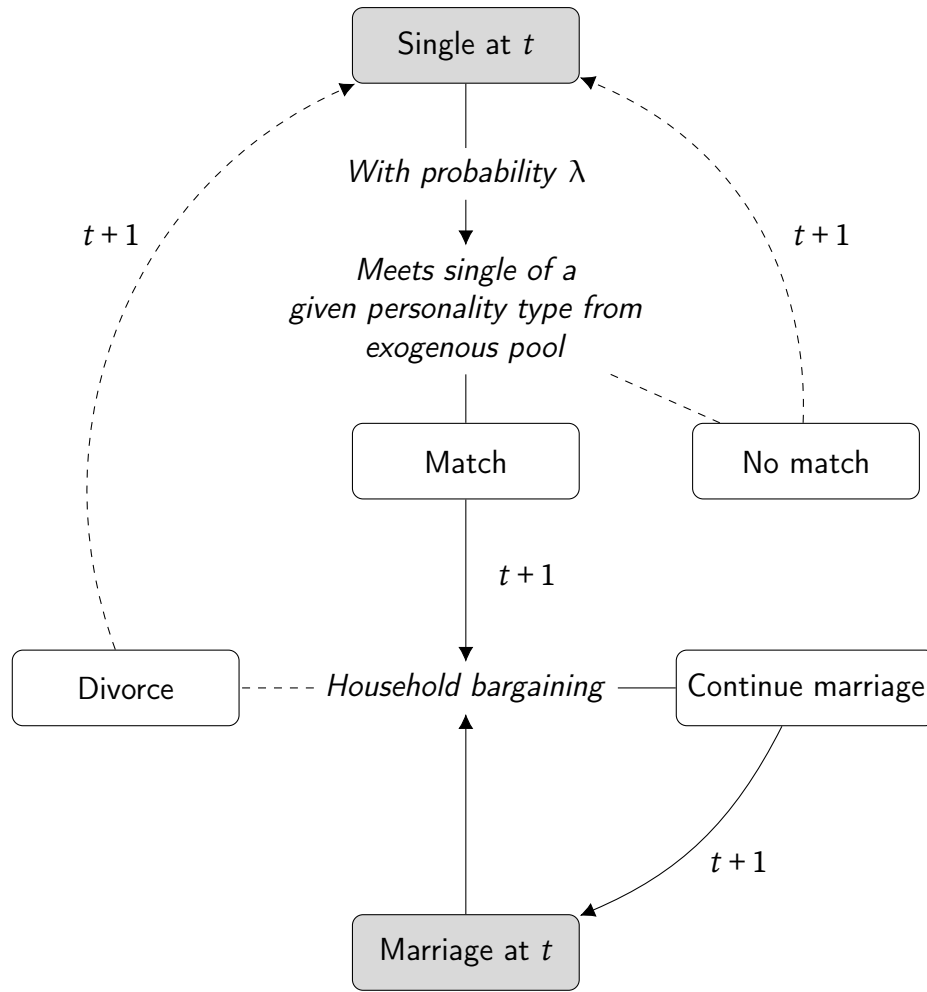 Single at t
With probability λ
t + 1
t + 1
Meets single of a
given personality type from
exogenous pool
Match
No match
t + 1
Divorce
Household bargaining
Continue marriage
t + 1
Marriage at t